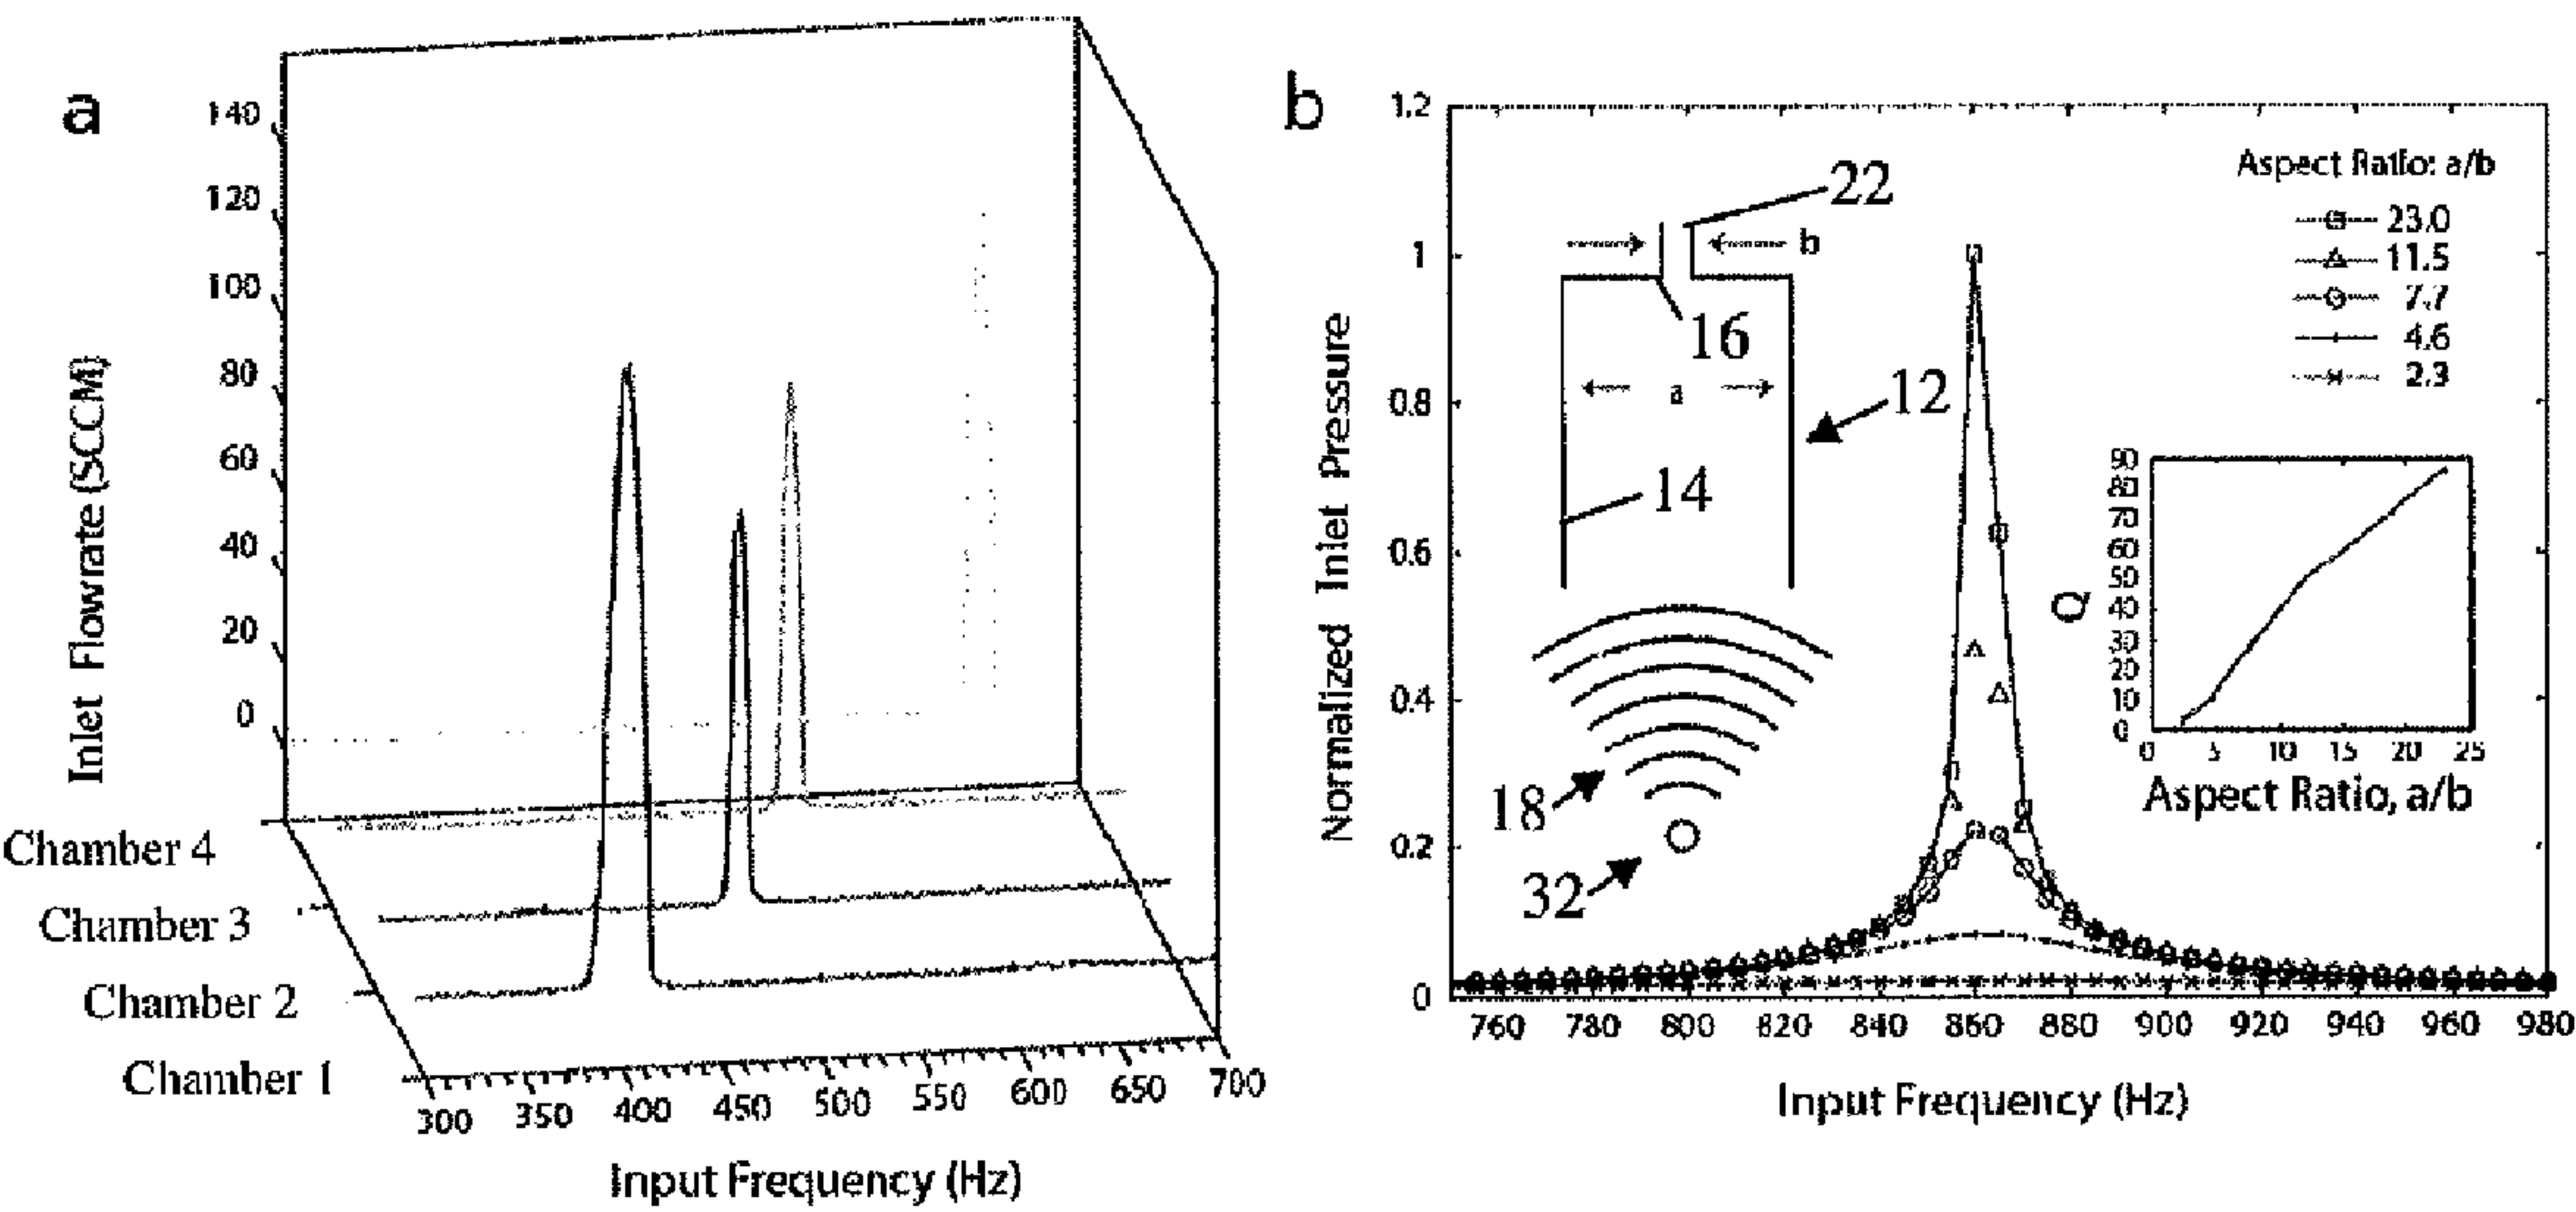 a
140
120
100
80
60
40
20
0
Inlet Flowrate (SCCM)
Chamber 4
Chamber 3
Chamber 2
Chamber 1
300 350 400 450 500 550 600 650 700
Input Frequency (Hz)
b
1.2
1
0.8
0.6
0.4
0.2
0
Normalized Inlet Pressure
760 780 800 820 840 860 880 900 920 940 960 980
Input Frequency (Hz)
22
b
16
a
12
14
18
32
Aspect Ratio: a/b
23.0
11.5
7.7
4.6
2.3
90
80
70
60
50
40
30
20
10
0
Q
0 5 10 15 20 25
Aspect Ratio, a/b